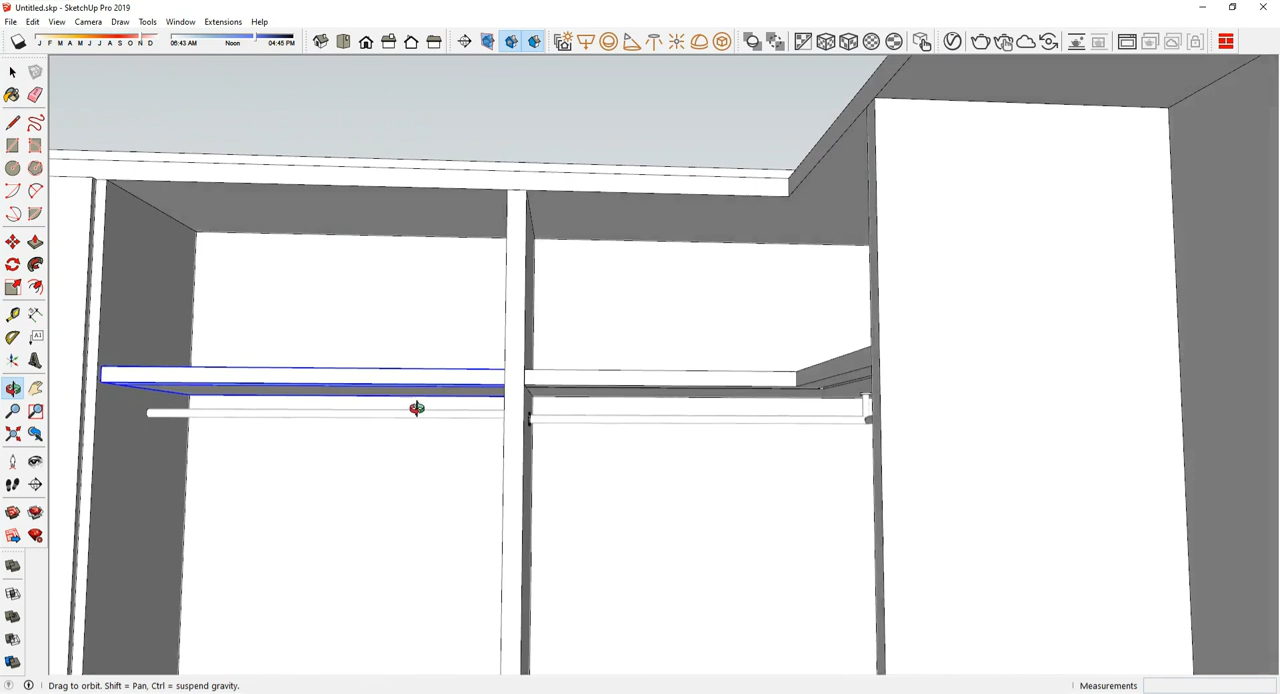 Untitled.skp - SketchUp Pro 2019
File Edit View Camera Draw Tools Window Extensions Help
J F M A M J J A S O N D 06:43 AM Noon 04:45 PM
AI
Drag to orbit. Shift = Pan, Ctrl = suspend gravity. Measurements